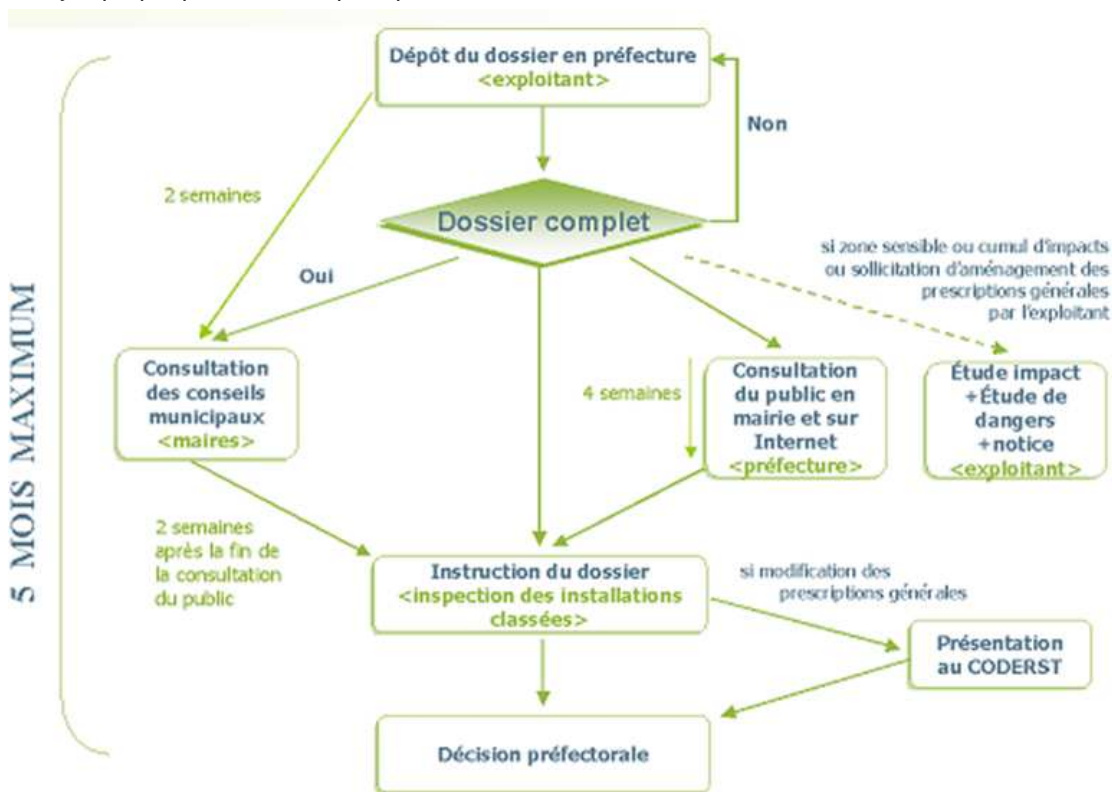 Dépôt du dossier en préfecture
<exploitant>
Non
2 semaines
Dossier complet
si zone sensible ou cumul d'impacts
ou sollicitation d'aménagement des
prescriptions générales
par l'exploitant
Oui
Consultation
des conseils
municipaux
<maires>
4 semaines
Consultation
du public en
mairie et sur
Internet
<préfecture>
Étude impact
+Étude de
dangers
+notice
<exploitant>
5 MOIS MAXIMUM
2 semaines
après la fin de
la consultation
du public
Instruction du dossier
<inspection des installations
classées>
si modification des
prescriptions générales
Présentation
au CODERST
Décision préfectorale